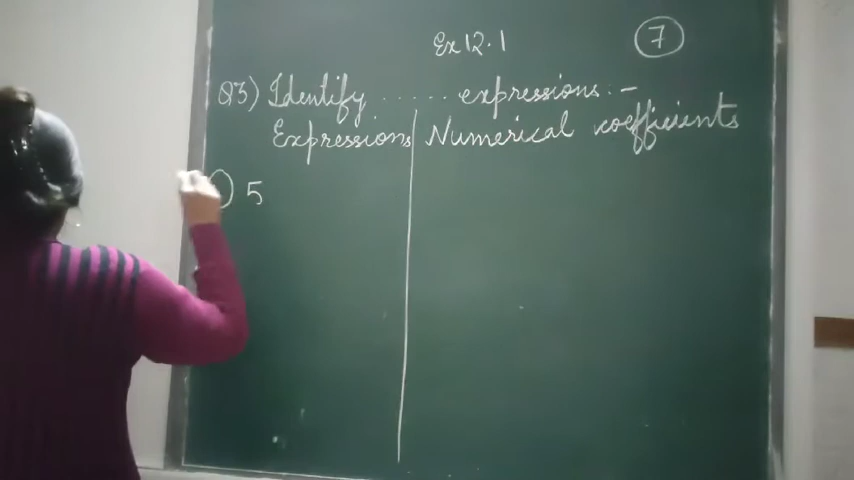 Ex 12.1 7
Q3) Identify ...... expressions :-
Expressions Numerical coefficients
) 5